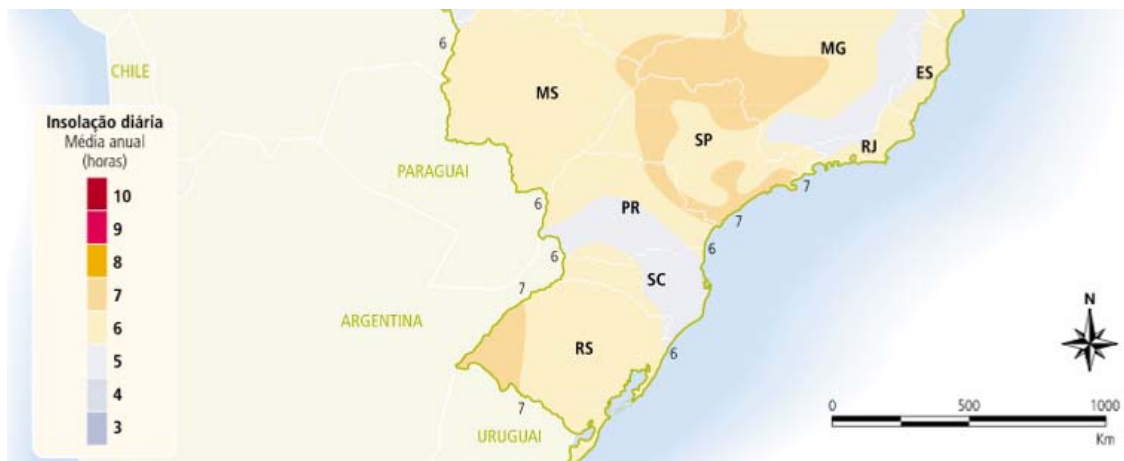 6
MG
CHILE
ES
MS
Insolação diária
Média anual
(horas)
SP
RJ
PARAGUAI
7
10
6
PR
7
9
6
6
8
SC
7
7
N
ARGENTINA
6
RS
6
5
7
0
500
1000
4
URUGUAI
Km
3